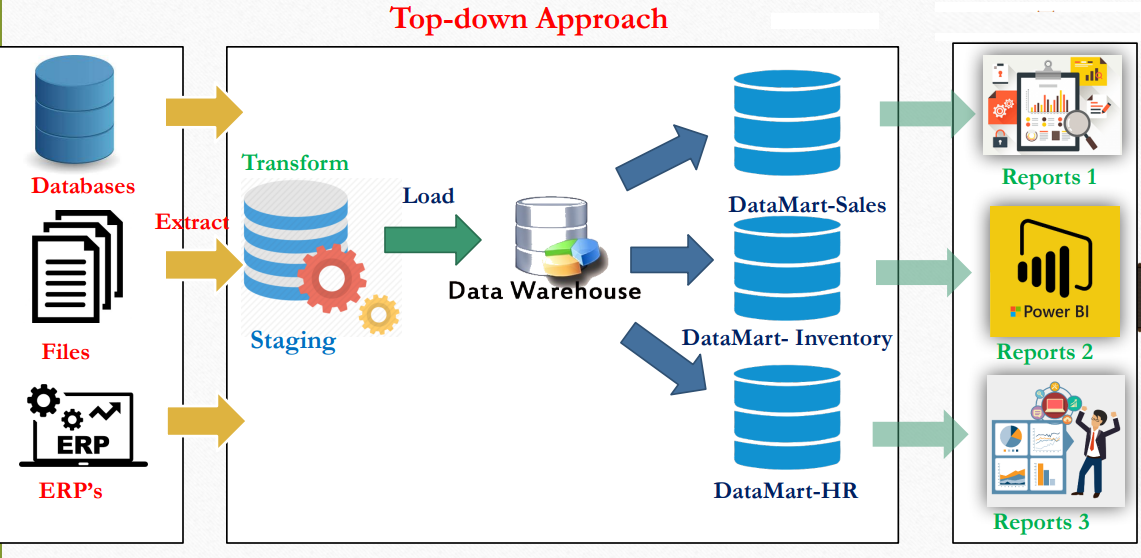 Top-down Approach
Databases
Extract
Files
ERP
ERP's
Transform
Staging
Load
Data Warehouse
DataMart-Sales
DataMart- Inventory
DataMart-HR
Reports 1
Power BI
Reports 2
Reports 3